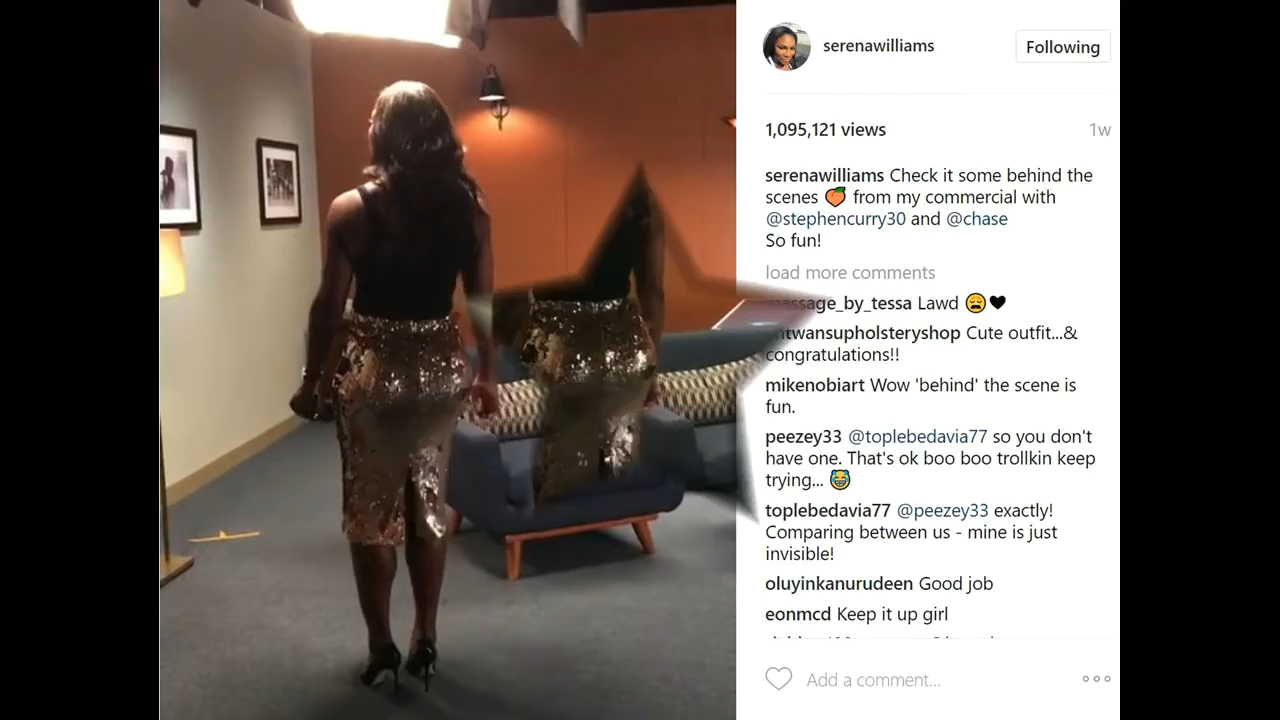 serenawilliams
Following
1,095,121 views
1w
serenawilliams Check it some behind the
scenes 🍑 from my commercial with
@stephencurry30 and @chase
So fun!
load more comments
Lawd 😩🖤
Cute outfit...&
congratulations!!
mikenobiart Wow 'behind' the scene is
fun.
peezey33 @toplebedavia77 so you don't
have one. That's ok boo boo trollkin keep
trying... 😹
toplebedavia77 @peezey33 exactly!
Comparing between us - mine is just
invisible!
oluyinkanurudeen Good job
eonmcd Keep it up girl
Add a comment...